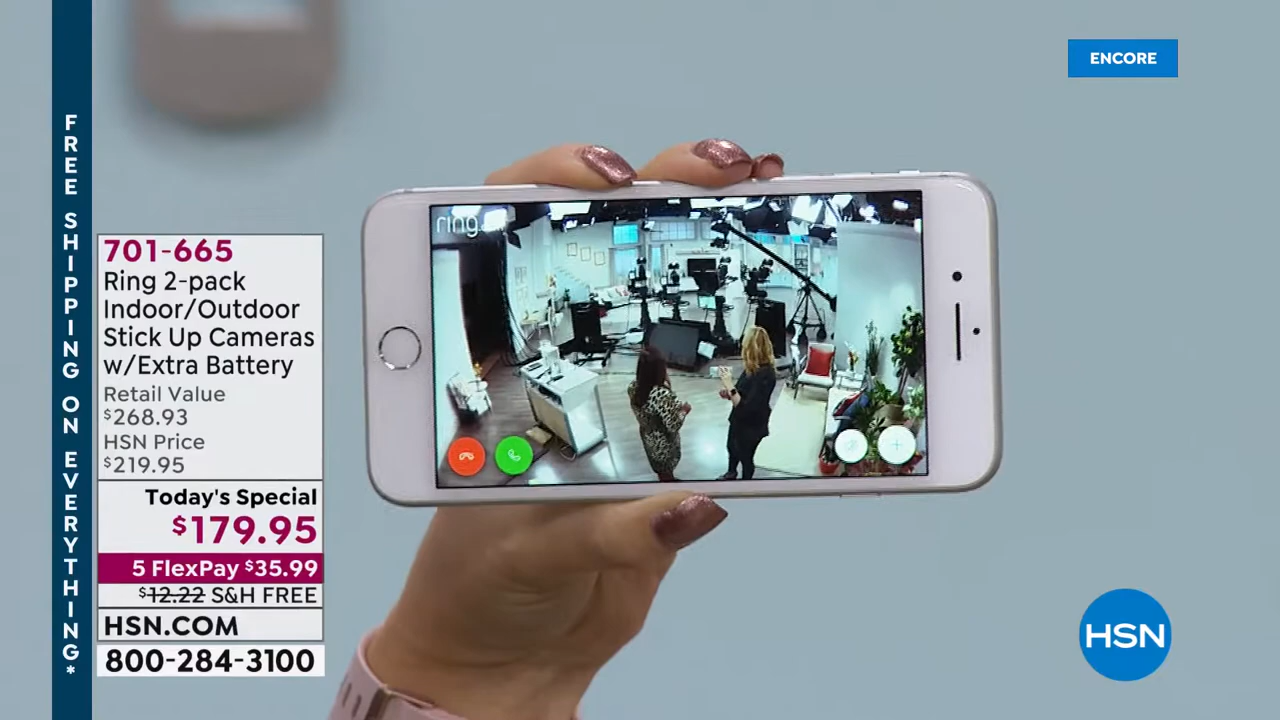 FREE SHIPPING ON EVERYTHING*
ENCORE
701-665
Ring 2-pack
Indoor/Outdoor
Stick Up Cameras
w/Extra Battery
Retail Value
$268.93
HSN Price
$219.95
Today's Special
$179.95
5 FlexPay $35.99
$12.22 S&H FREE
HSN.COM
800-284-3100
ring
HSN